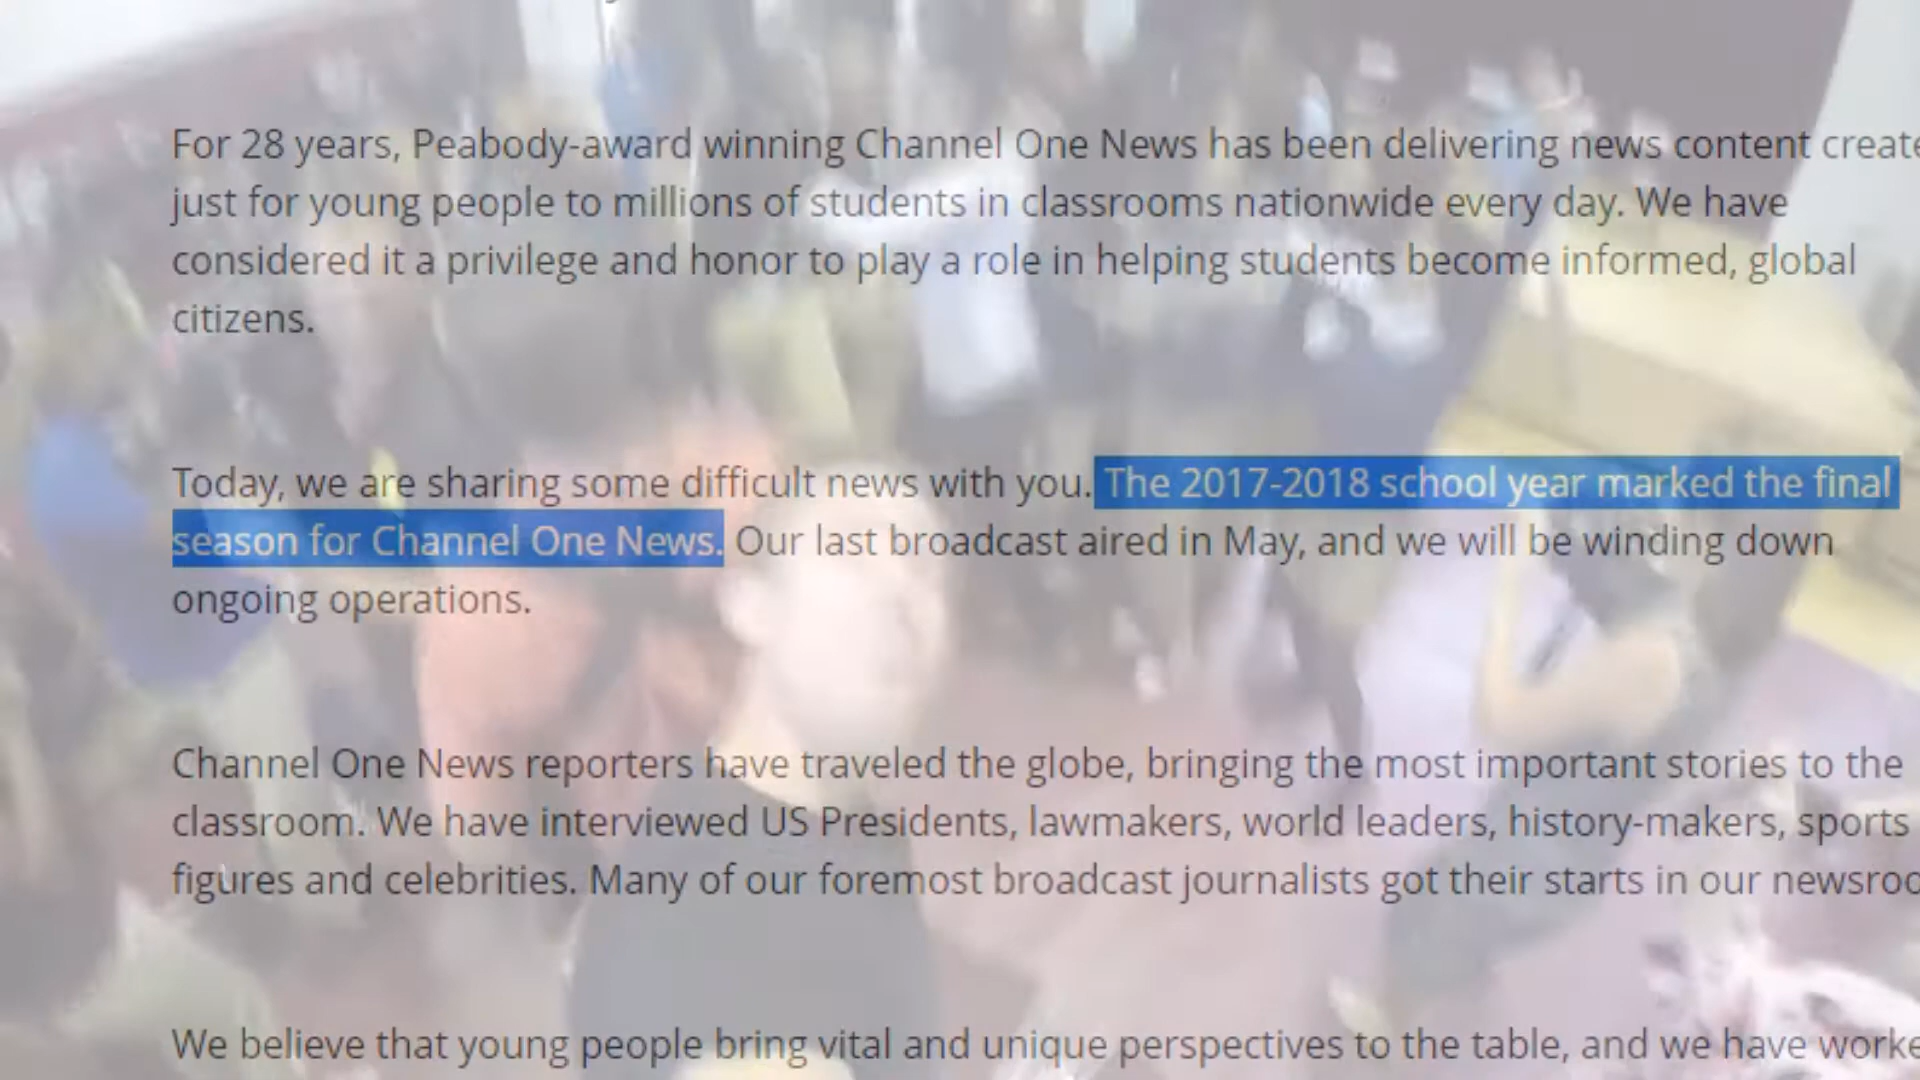 For 28 years, Peabody-award winning Channel One News has been delivering news content create
just for young people to millions of students in classrooms nationwide every day. We have
considered it a privilege and honor to play a role in helping students become informed, global
citizens.
Today, we are sharing some difficult news with you. The 2017-2018 school year marked the final
season for Channel One News. Our last broadcast aired in May, and we will be winding down
ongoing operations.
Channel One News reporters have traveled the globe, bringing the most important stories to the
classroom. We have interviewed US Presidents, lawmakers, world leaders, history-makers, sports
figures and celebrities. Many of our foremost broadcast journalists got their starts in our newsroo
We believe that young people bring vital and unique perspectives to the table, and we have worke